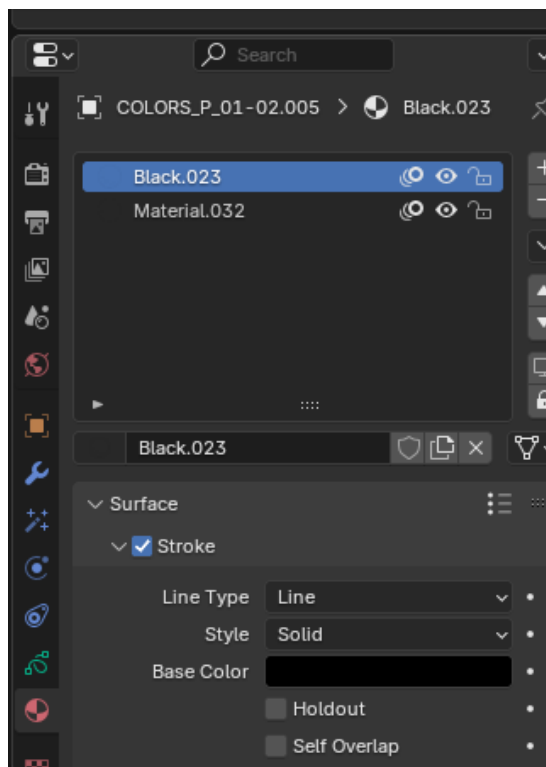 Search
COLORS_P_01-02.005 > Black.023
Black.023
Material.032
Black.023
Surface
Stroke
Line Type Line
Style Solid
Base Color
Holdout
Self Overlap